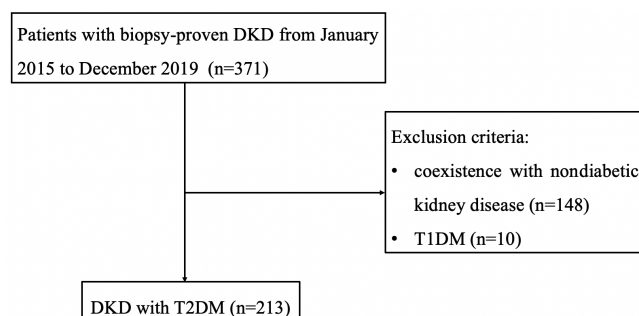 Patients with biopsy-proven DKD from January
2015 to December 2019 (n=371)
Exclusion criteria:
• coexistence with nondiabetic
kidney disease (n=148)
• T1DM (n=10)
DKD with T2DM (n=213)